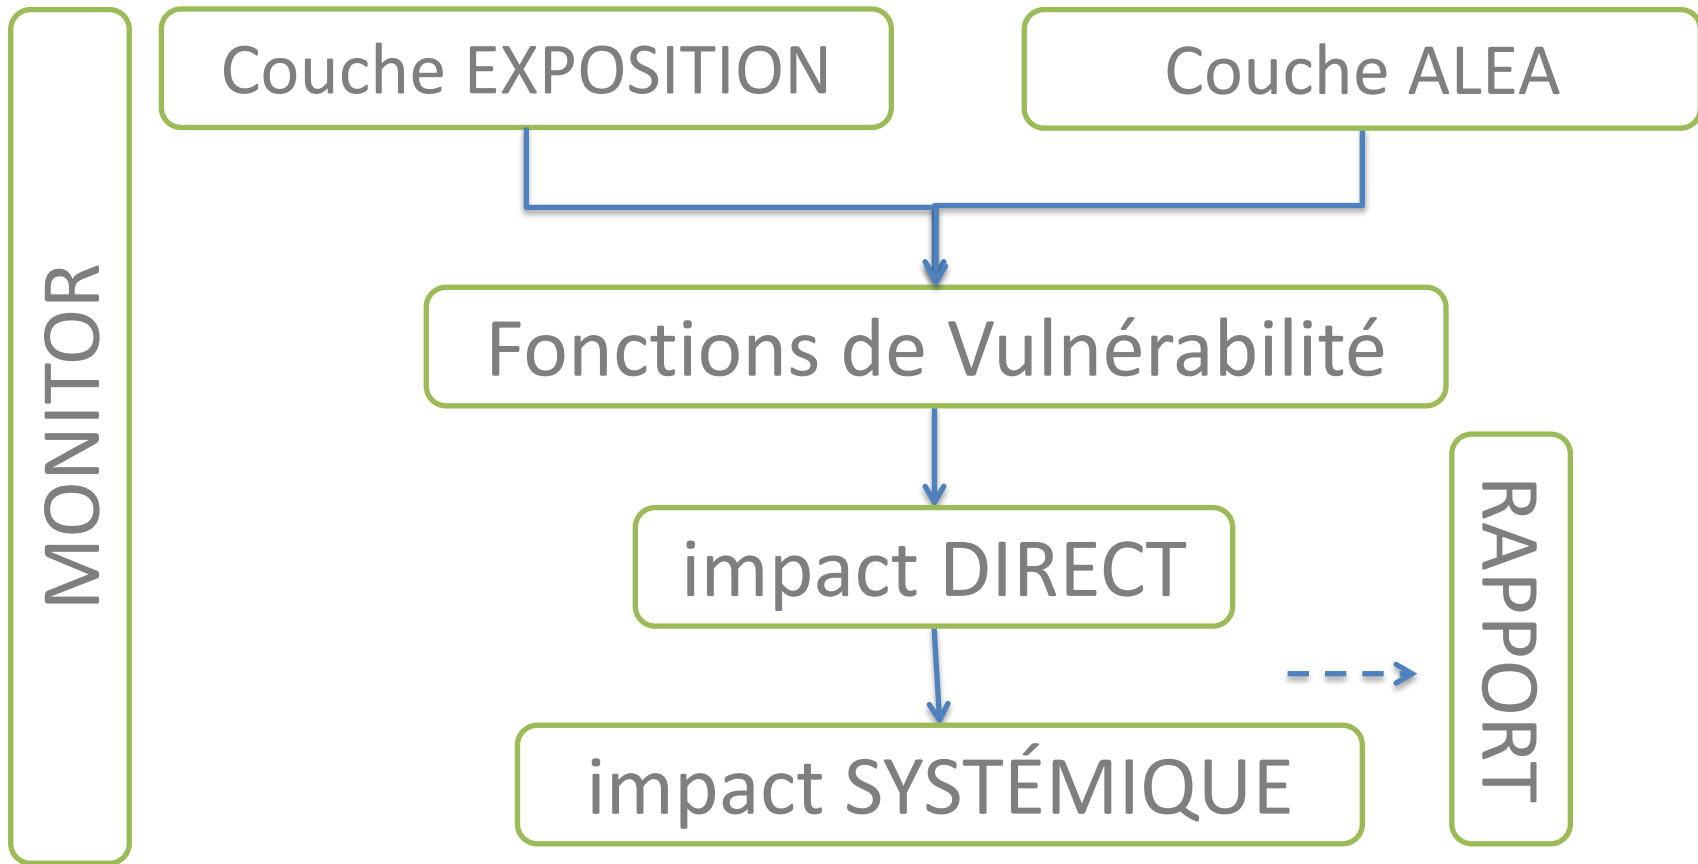 MONITOR
Couche EXPOSITION
Couche ALEA
Fonctions de Vulnérabilité
impact DIRECT
impact SYSTÉMIQUE
RAPPORT